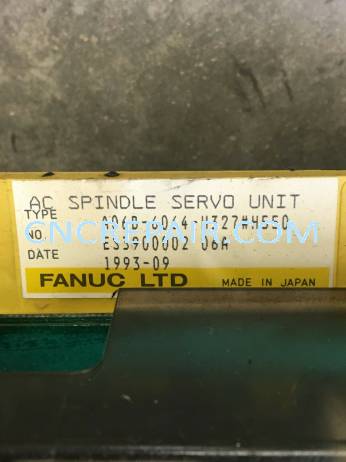 AC SPINDLE SERVO UNIT
TYPE A06B-6064-H327#H550
NO. ES3900002 06A
DATE 1993-09
FANUC LTD MADE IN JAPAN
CNCREPAIR.COM